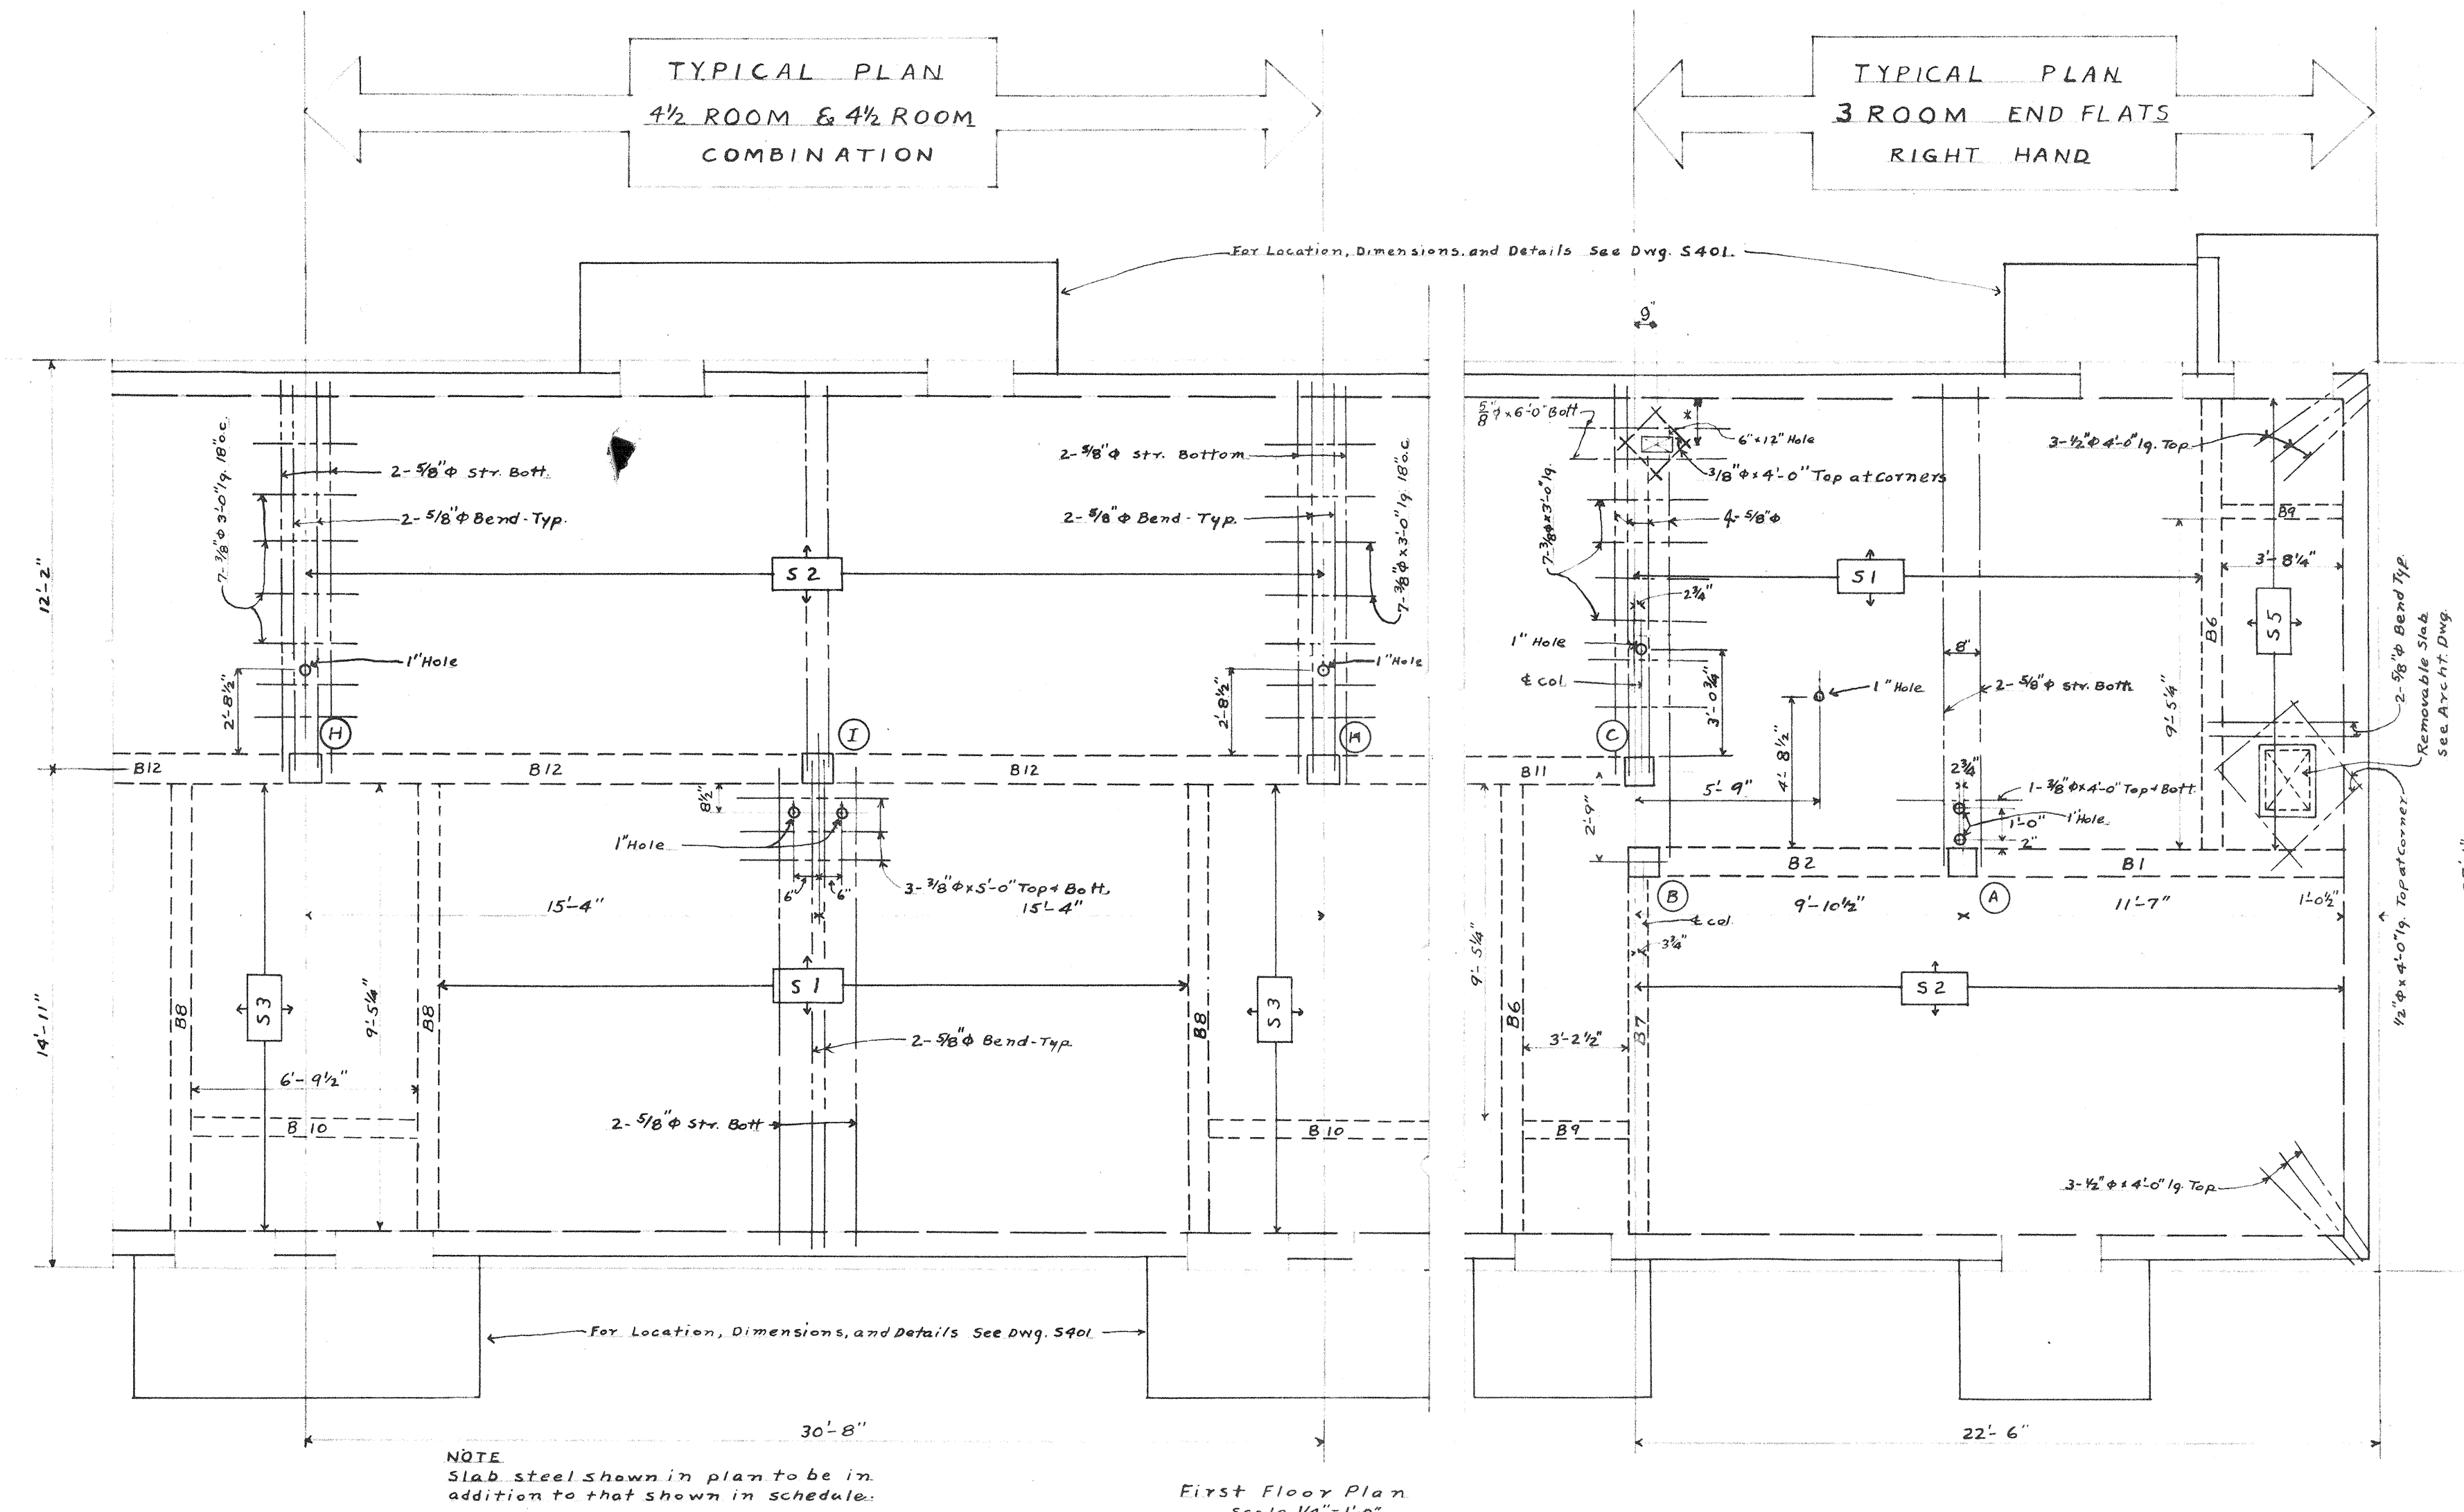 TYPICAL PLAN
4½ ROOM & 4½ ROOM
COMBINATION
TYPICAL PLAN
3 ROOM END FLATS
RIGHT HAND
For Location, Dimensions, and Details See Dwg. S401.
9"
12'-2"
14'-11"
7-3/8"Φ 3'-0"lg. 18"o.c.
2-5/8"Φ Str. Bott.
2-5/8"Φ Bend-Typ.
S2
1" Hole
2'-8½"
H
I
B12
B12
B12
2-5/8"Φ Str. Bottom
2-5/8"Φ Bend-Typ.
7-3/8"Φ x 3'-0" lg. 18"o.c.
1" Hole
2'-8½"
H
8½"
1" Hole
6"
6"
3-3/8"Φ x 5'-0" Top & Bott.
15'-4"
15'-4"
S3
B8
9'-5¼"
B8
6'-9½"
B 10
S1
2-5/8"Φ Bend-Typ.
2-5/8"Φ Str. Bott
B8
S3
B 10
5/8"Φ x 6'-0" Bott
*
6"x12" Hole
3/8"Φ x 4'-0" Top at Corners
7-3/8"Φ x 3'-0"lg.
4-5/8"Φ
2¾"
1" Hole
℄ col.
3'-0¾"
C
B11
S1
8"
2-5/8"Φ Str. Bott.
1" Hole
4'-8½"
5'-9"
2'-9"
2¾"
1-3/8"Φ x 4'-0" Top & Bott.
1" Hole
1'-0"
2"
B2
B1
B
A
℄ col.
3¾"
9'-10½"
11'-7"
1'-0½"
3-½"Φ 4'-0" lg. Top
B9
3'-8¼"
B6
S5
9'-5¼"
2-5/8"Φ Bend Typ.
Removable Slab
See Archt. Dwg.
½"Φ x 4'-0" lg. Top at corner
S2
9'-5¼"
B6
3'-2½"
B7
B9
3-½"Φ x 4'-0" lg. Top
For Location, Dimensions, and Details See Dwg. S401
30'-8"
22'-6"
NOTE
Slab steel shown in plan to be in
addition to that shown in schedule.
First Floor Plan
Scale 1/4"=1'-0"